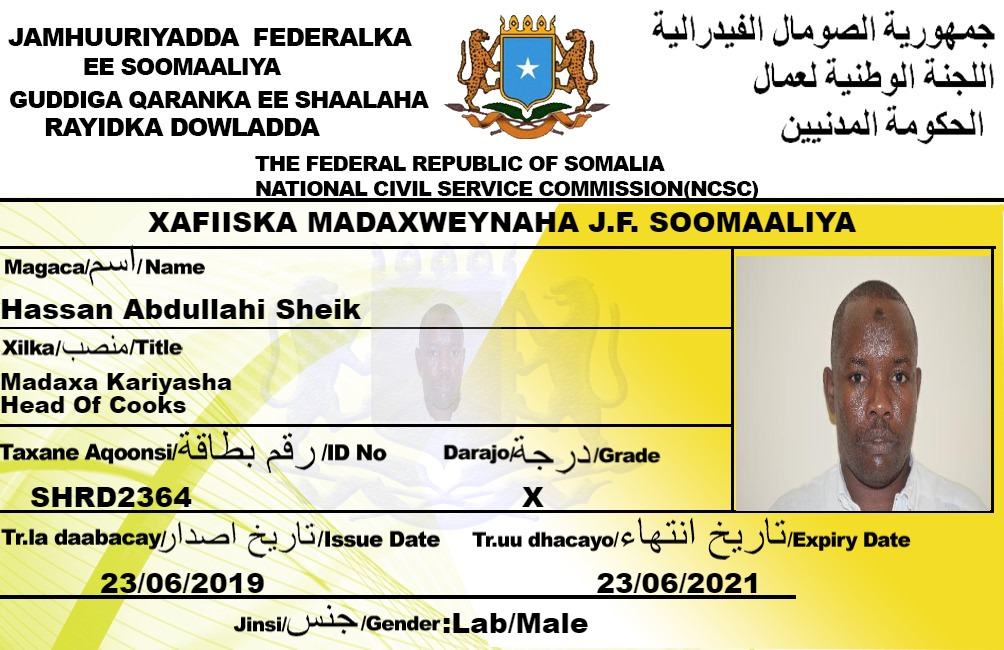 JAMHUURIYADDA FEDERALKA
EE SOOMAALIYA
GUDDIGA QARANKA EE SHAALAHA
RAYIDKA DOWLADDA
جمهورية الصومال الفيدرالية
اللجنة الوطنية لعمال
الحكومة المدنيين
THE FEDERAL REPUBLIC OF SOMALIA
NATIONAL CIVIL SERVICE COMMISSION(NCSC)
XAFIISKA MADAXWEYNAHA J.F. SOOMAALIYA
Magaca/اسم/Name
Hassan Abdullahi Sheik
Xilka/منصب/Title
Madaxa Kariyasha
Head Of Cooks
Taxane Aqoonsi/رقم بطاقة/ID No
Darajo/درجة/Grade
SHRD2364
X
Tr.la daabacay/تاريخ اصدار/Issue Date
Tr.uu dhacayo/تاريخ انتهاء/Expiry Date
23/06/2019
23/06/2021
Jinsi/جنس/Gender:Lab/Male